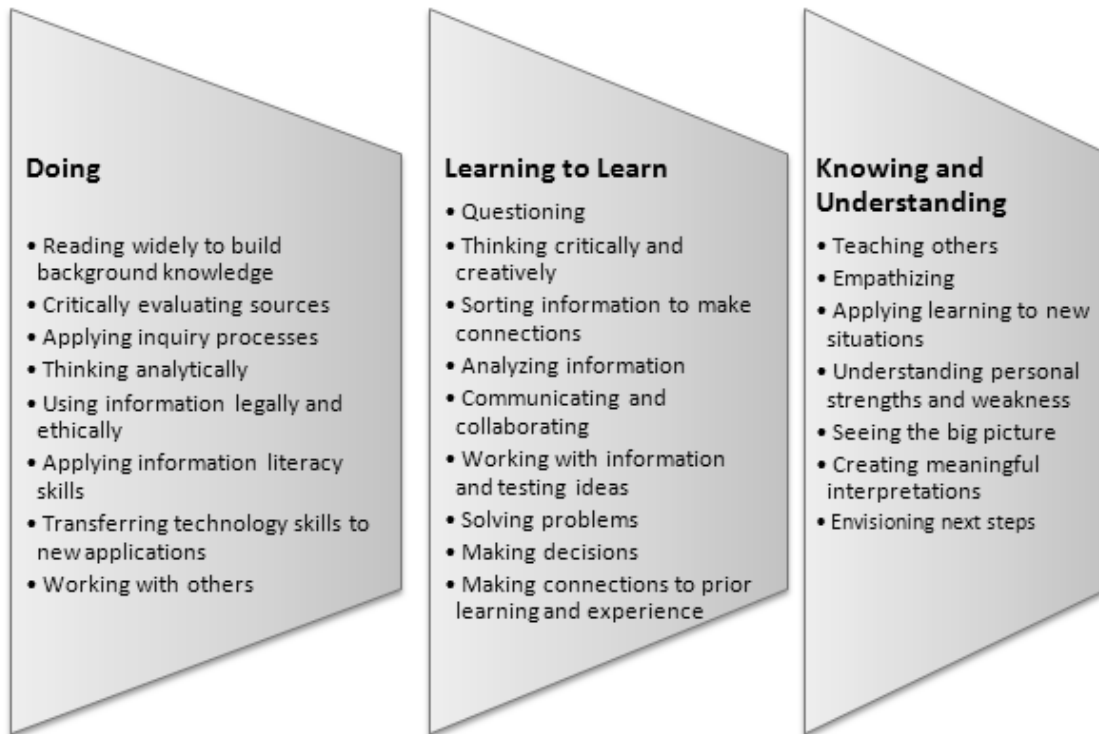 Doing
• Reading widely to build
background knowledge
• Critically evaluating sources
• Applying inquiry processes
• Thinking analytically
• Using information legally and
ethically
• Applying information literacy
skills
• Transferring technology skills to
new applications
• Working with others
Learning to Learn
• Questioning
• Thinking critically and
creatively
• Sorting information to make
connections
• Analyzing information
• Communicating and
collaborating
• Working with information
and testing ideas
• Solving problems
• Making decisions
• Making connections to prior
learning and experience
Knowing and
Understanding
• Teaching others
• Empathizing
• Applying learning to new
situations
• Understanding personal
strengths and weakness
• Seeing the big picture
• Creating meaningful
interpretations
• Envisioning next steps